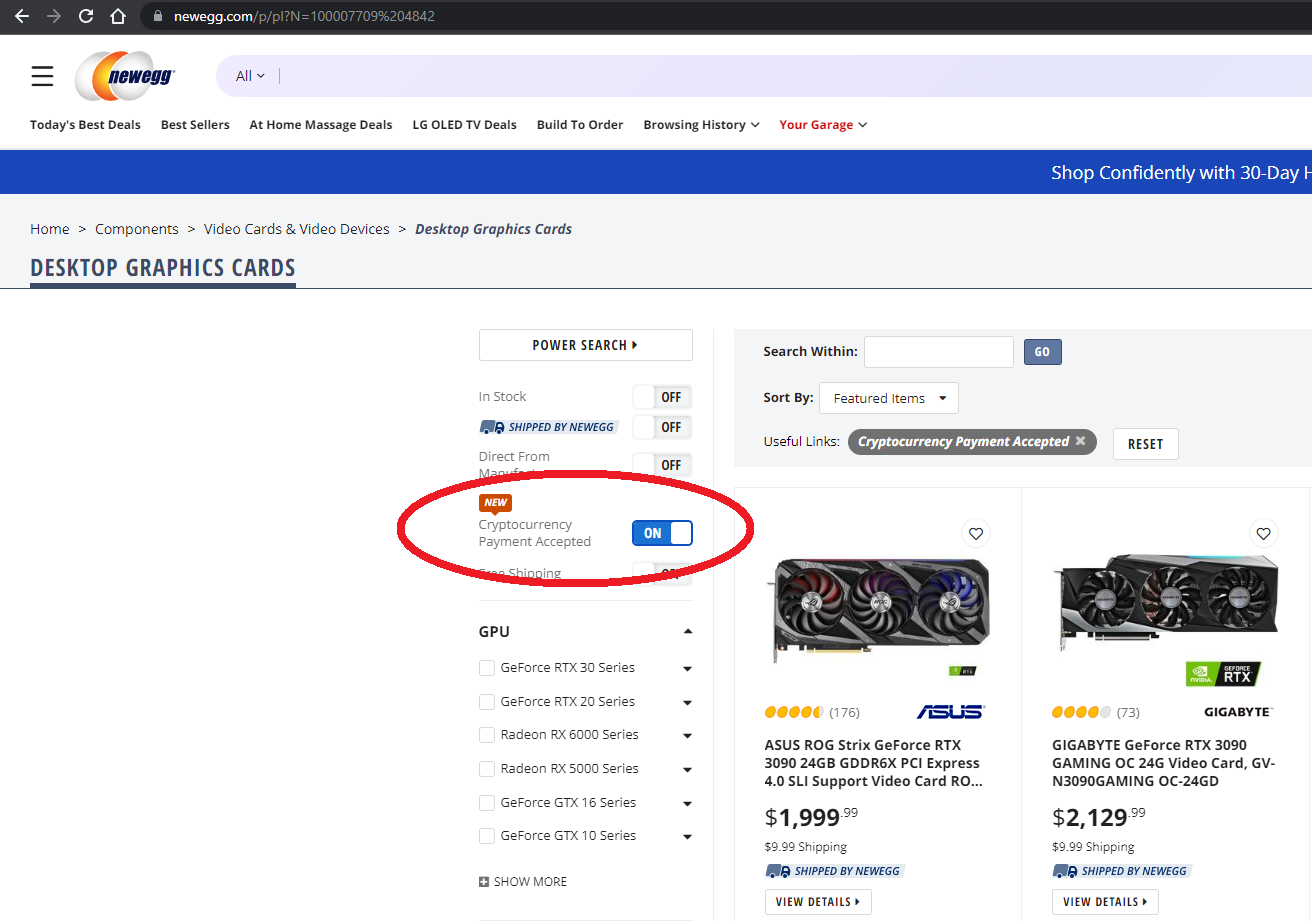 newegg.com/p/pl?N=100007709%204842
newegg
All
Today's Best Deals
Best Sellers
At Home Massage Deals
LG OLED TV Deals
Build To Order
Browsing History
Your Garage
Shop Confidently with 30-Day H
Home > Components > Video Cards & Video Devices > Desktop Graphics Cards
DESKTOP GRAPHICS CARDS
POWER SEARCH
In Stock OFF
SHIPPED BY NEWEGG OFF
Direct From OFF
NEW
Cryptocurrency
Payment Accepted ON
Free Shipping
GPU
GeForce RTX 30 Series
GeForce RTX 20 Series
Radeon RX 6000 Series
Radeon RX 5000 Series
GeForce GTX 16 Series
GeForce GTX 10 Series
SHOW MORE
Search Within: GO
Sort By: Featured Items
Useful Links: Cryptocurrency Payment Accepted RESET
(176) ASUS
ASUS ROG Strix GeForce RTX
3090 24GB GDDR6X PCI Express
4.0 SLI Support Video Card RO...
$1,999.99
$9.99 Shipping
SHIPPED BY NEWEGG
VIEW DETAILS
NVIDIA.
GEFORCE
RTX
(73) GIGABYTE
GIGABYTE GeForce RTX 3090
GAMING OC 24G Video Card, GV-
N3090GAMING OC-24GD
$2,129.99
$9.99 Shipping
SHIPPED BY NEWEGG
VIEW DETAILS